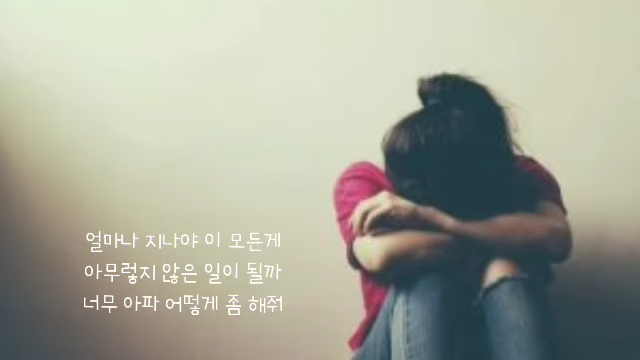 얼마나 지나야 이 모든게
아무렇지 않은 일이 될까
너무 아파 어떻게 좀 해줘